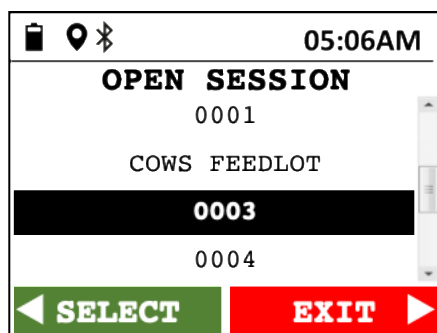 05:06AM
OPEN SESSION
0001
COWS FEEDLOT
0003
0004
SELECT EXIT